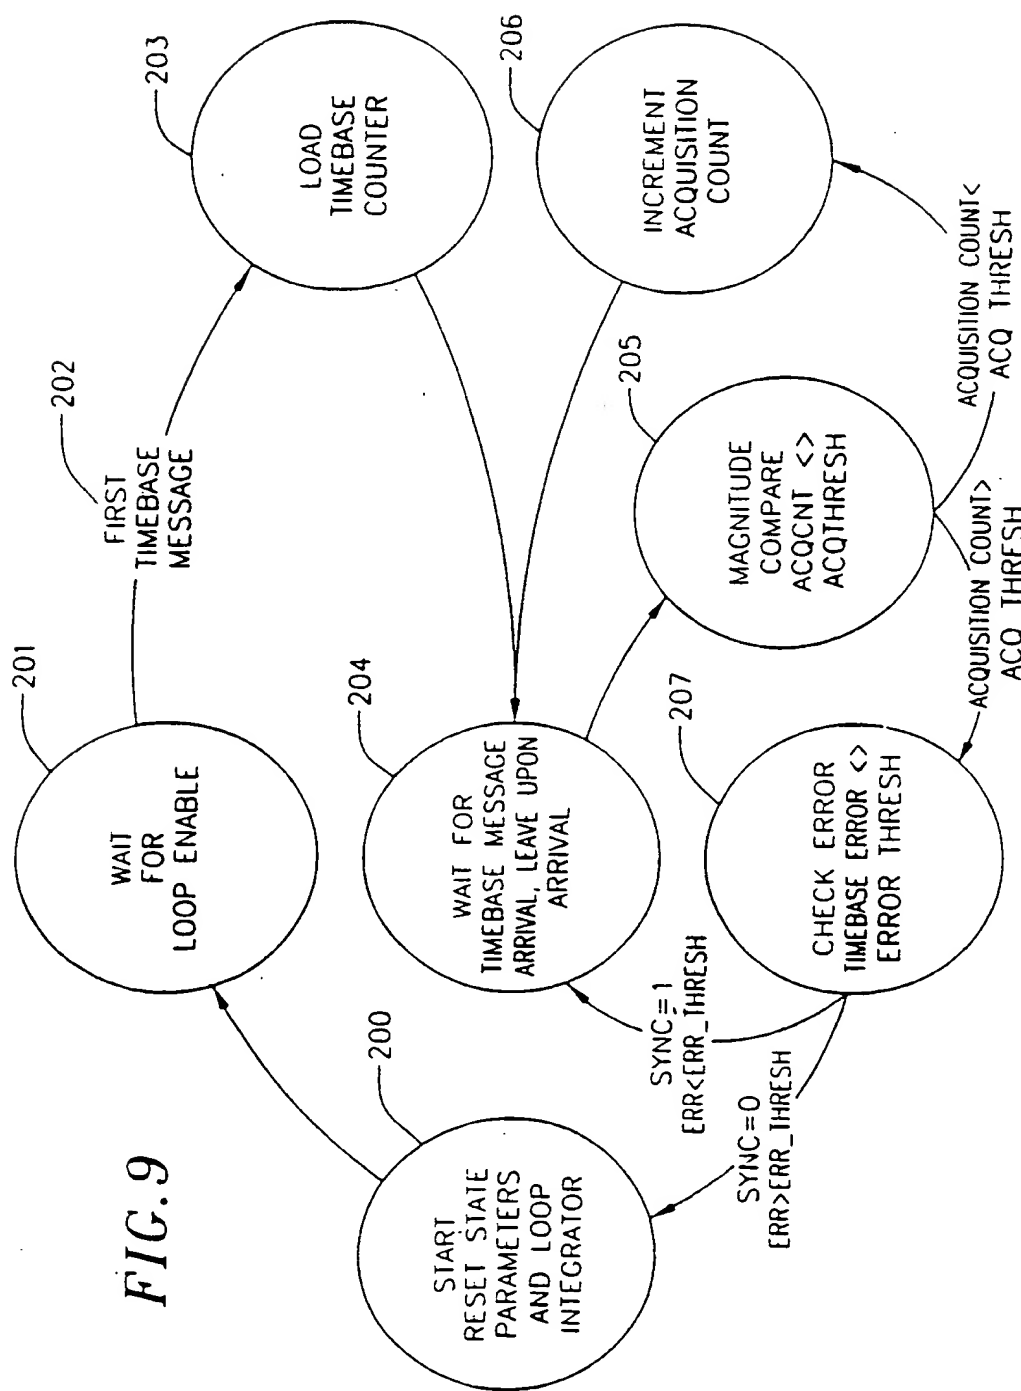 FIG. 9
START
RESET STATE
PARAMETERS
AND LOOP
INTEGRATOR
200
WAIT
FOR
LOOP ENABLE
201
FIRST
TIMEBASE
MESSAGE
202
LOAD
TIMEBASE
COUNTER
203
WAIT FOR
TIMEBASE MESSAGE
ARRIVAL, LEAVE UPON
ARRIVAL
204
MAGNITUDE
COMPARE
ACQCNT <>
ACQTHRESH
205
INCREMENT
ACQUISITION
COUNT
206
CHECK ERROR
TIMEBASE ERROR <>
ERROR THRESH
207
SYNC=1
ERR<ERR_THRESH
SYNC=0
ERR>ERR_THRESH
ACQUISITION COUNT>
ACQ THRESH
ACQUISITION COUNT<
ACQ THRESH